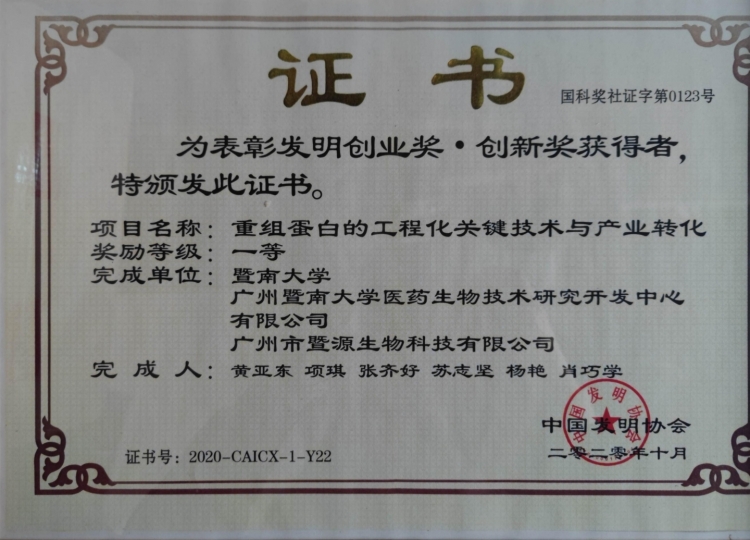 证书
国科奖社证字第0123号
为表彰发明创业奖·创新奖获得者，
特颁发此证书。
项目名称：重组蛋白的工程化关键技术与产业转化
奖励等级：一等
完成单位：暨南大学
广州暨南大学医药生物技术研究开发中心
有限公司
广州市暨源生物科技有限公司
完成人：黄亚东 项琪 张齐好 苏志坚 杨艳 肖巧学
中国发明协会
中国发明协会
二零二零年十月
证书号：2020-CAICX-1-Y22